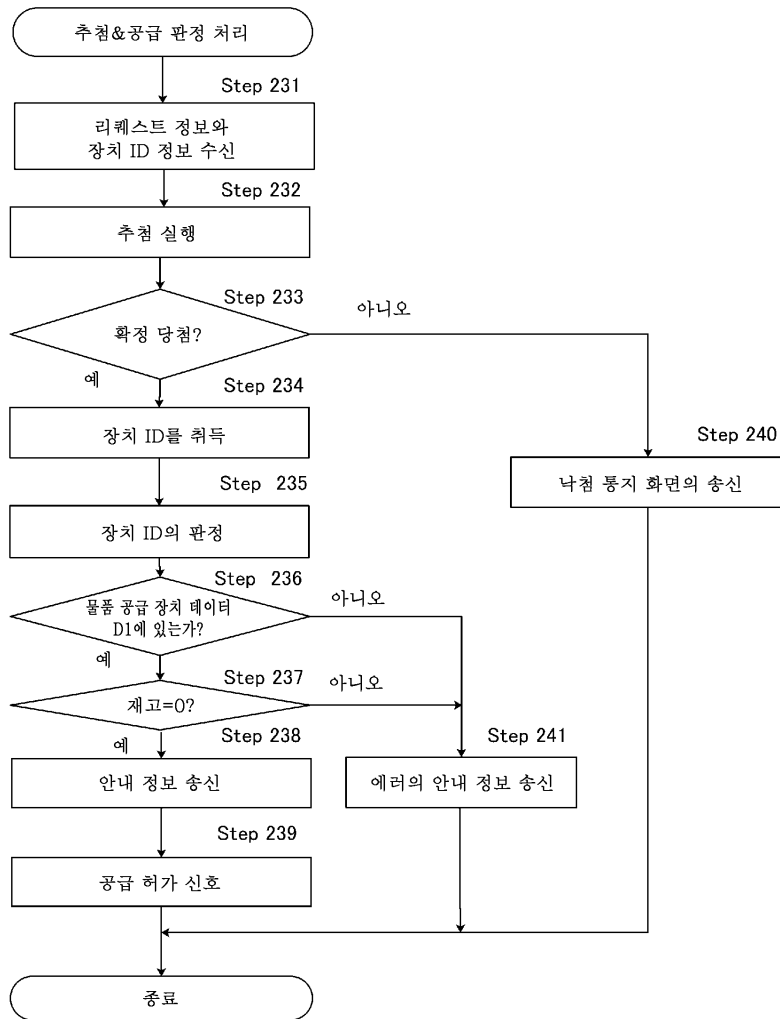 추첨&공급 판정 처리
Step 231
리퀘스트 정보와
장치 ID 정보 수신
Step 232
추첨 실행
Step 233
아니오
확정 당첨?
예
Step 234
장치 ID를 취득
Step 240
낙첨 통지 화면의 송신
Step 235
장치 ID의 판정
Step 236
아니오
물품 공급 장치 테이터
D1에 있는가?
예
Step 237
아니오
재고=0?
예
Step 238
Step 241
안내 정보 송신
에러의 안내 정보 송신
Step 239
공급 허가 신호
종료